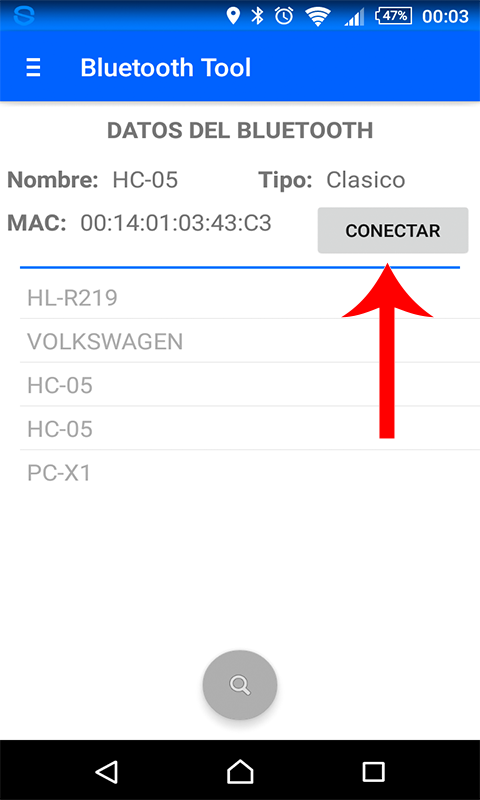 47% 00:03
Bluetooth Tool
DATOS DEL BLUETOOTH
Nombre: HC-05 Tipo: Clasico
MAC: 00:14:01:03:43:C3 CONECTAR
HL-R219
VOLKSWAGEN
HC-05
HC-05
PC-X1